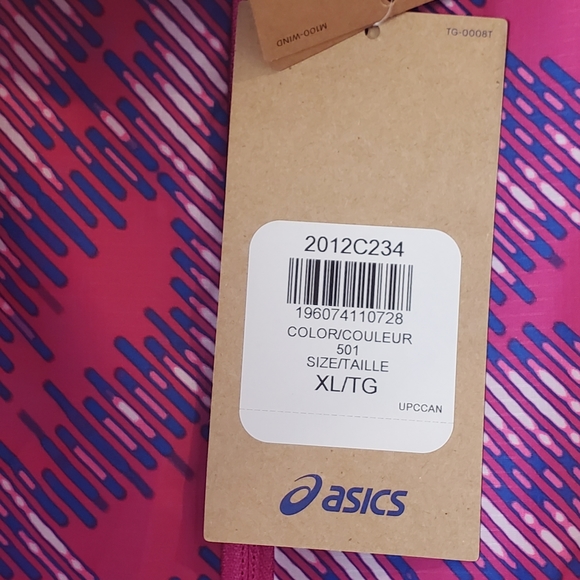 M100-WIND
TG-0008T
2012C234
196074110728
COLOR/COULEUR
501
SIZE/TAILLE
XL/TG
UPCCAN
asics